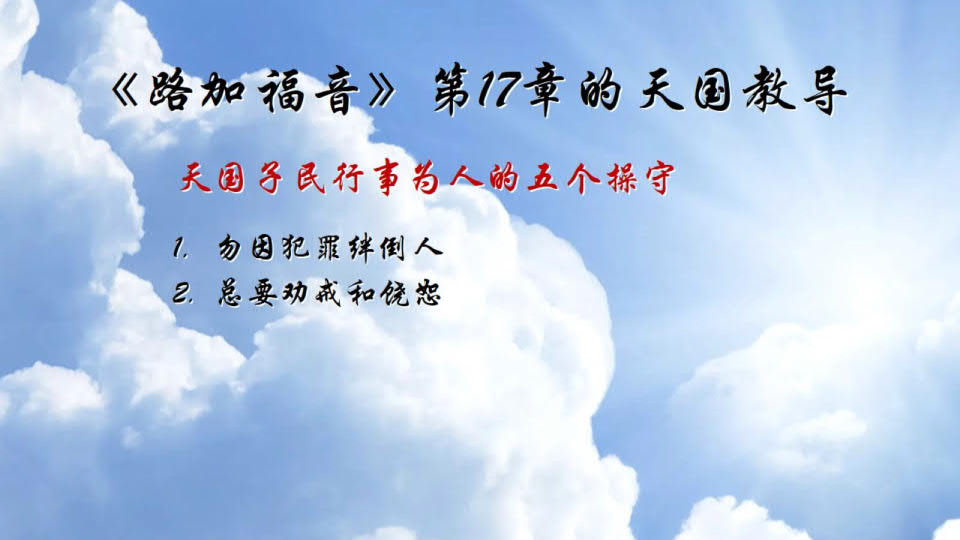 《路加福音》第17章的天国教导
天国子民行事为人的五个操守
1. 勿因犯罪绊倒人
2. 总要劝戒和饶恕